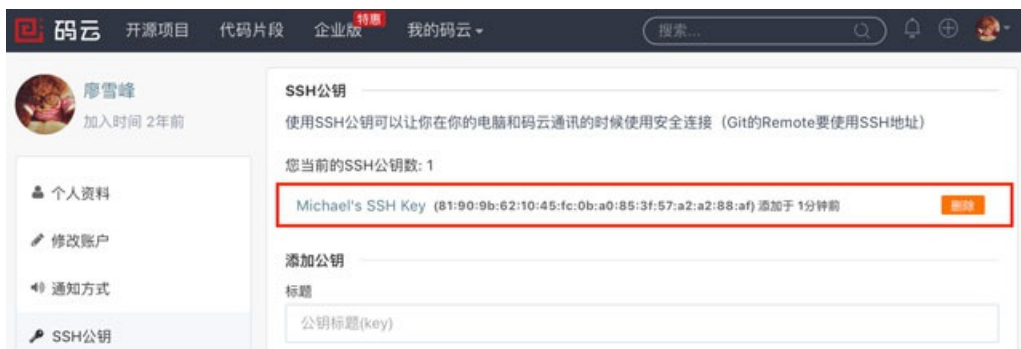 码云 开源项目 代码片段 企业版 特惠 我的码云 搜索...
廖雪峰
加入时间 2年前
个人资料
修改账户
通知方式
SSH公钥
SSH公钥
使用SSH公钥可以让你在你的电脑和码云通讯的时候使用安全连接（Git的Remote要使用SSH地址）
您当前的SSH公钥数: 1
Michael's SSH Key (81:90:9b:62:10:45:fc:0b:a0:85:3f:57:a2:a2:88:af) 添加于 1分钟前 删除
添加公钥
标题
公钥标题(key)